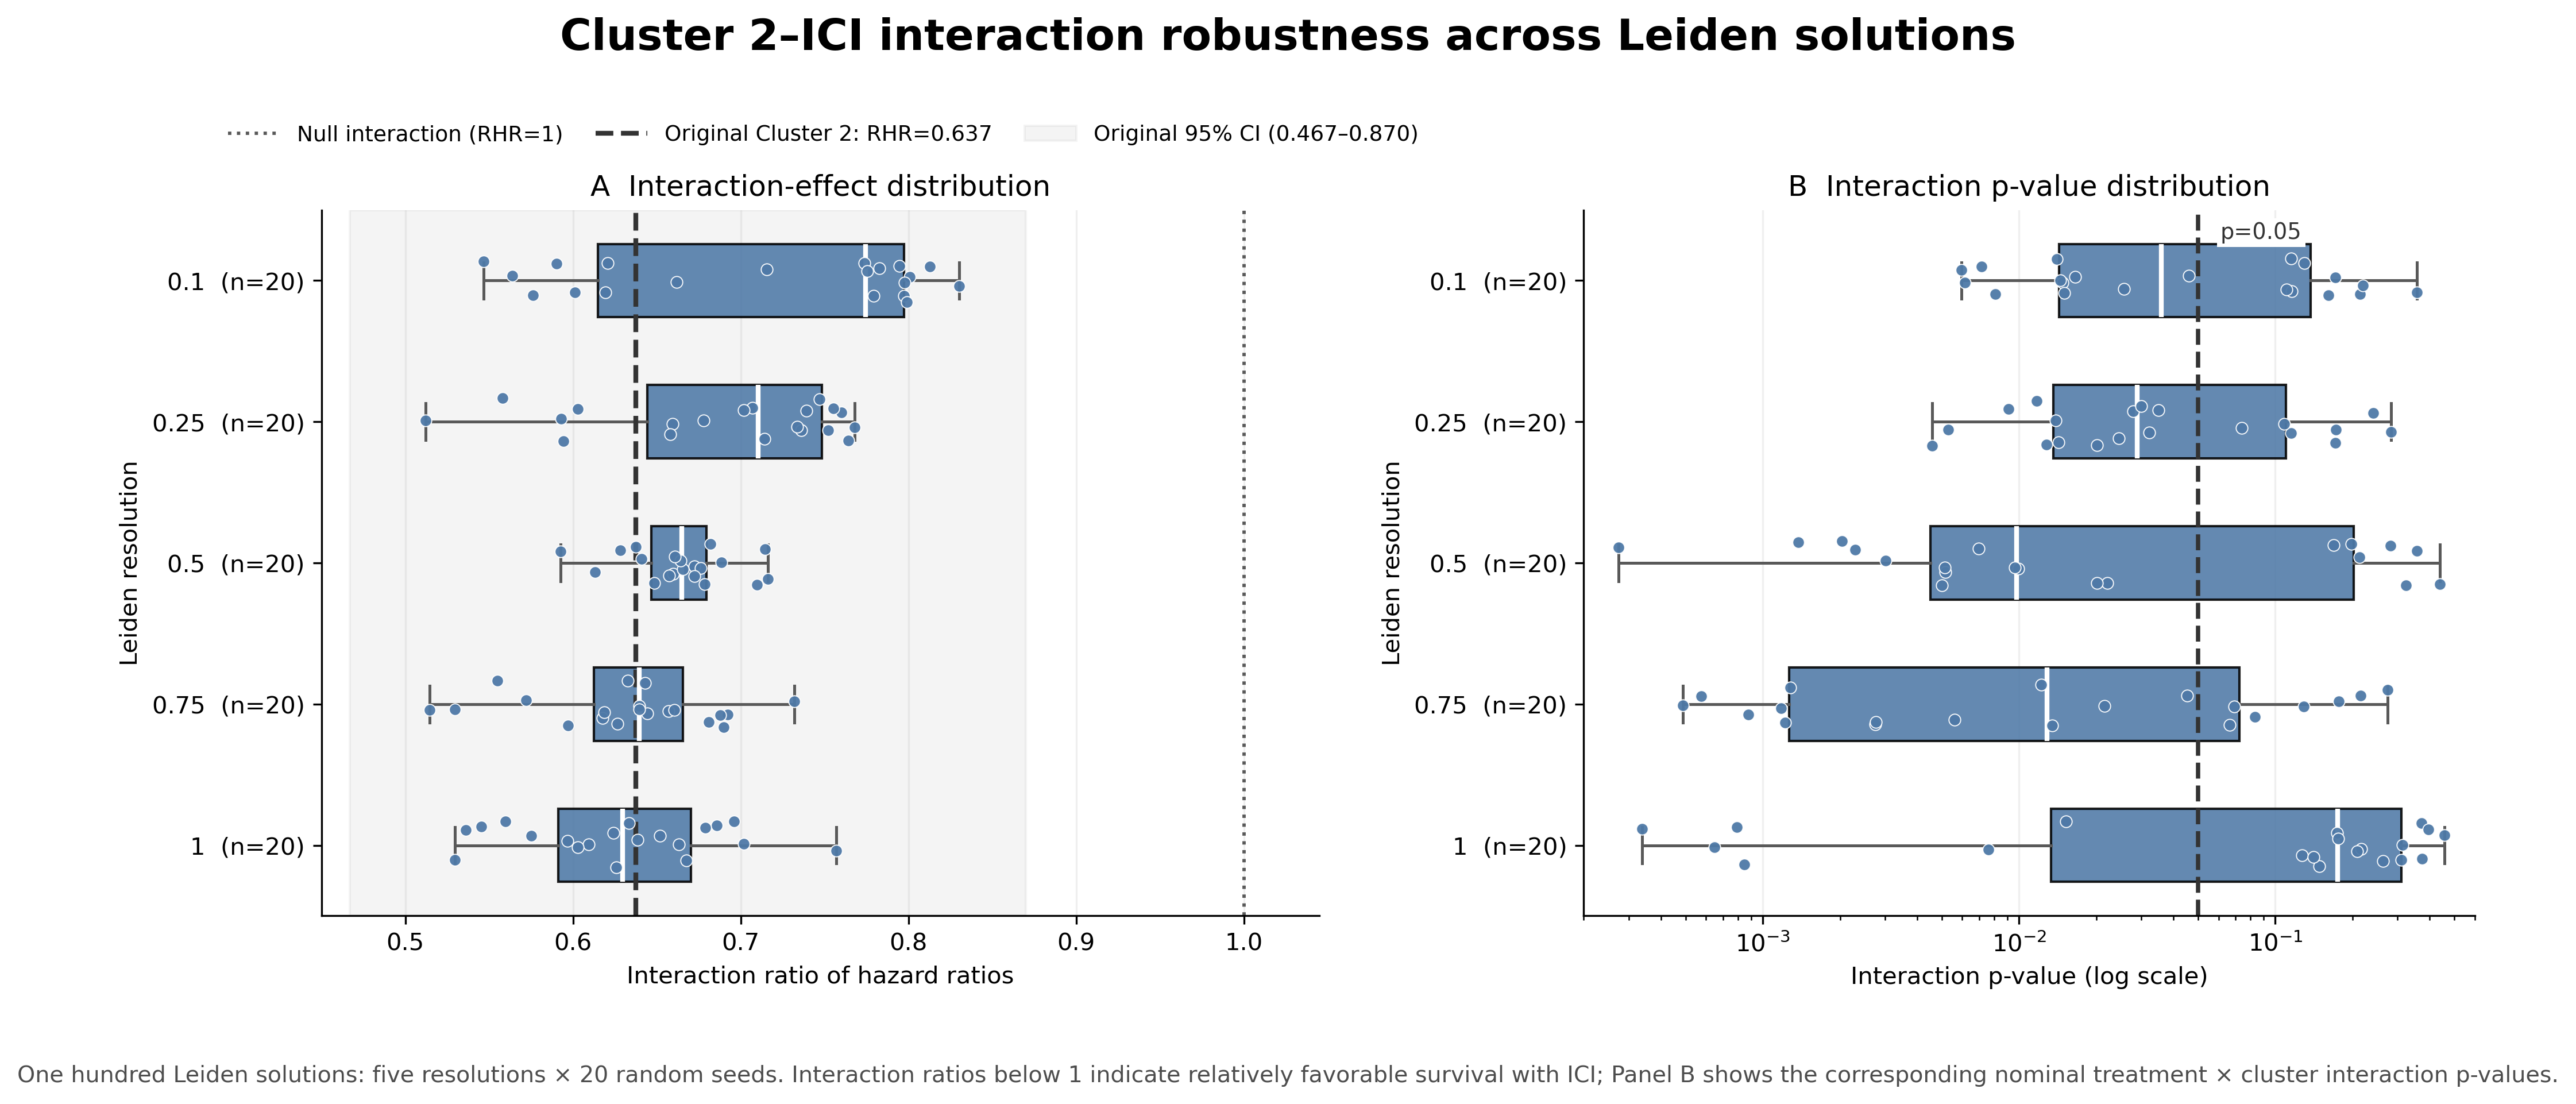 Cluster 2–ICI interaction robustness across Leiden solutions
Null interaction (RHR=1)
Original Cluster 2: RHR=0.637
Original 95% CI (0.467–0.870)
A Interaction-effect distribution
Leiden resolution
0.1 (n=20)
0.25 (n=20)
0.5 (n=20)
0.75 (n=20)
1 (n=20)
0.5 0.6 0.7 0.8 0.9 1.0
Interaction ratio of hazard ratios
B Interaction p-value distribution
p=0.05
Leiden resolution
0.1 (n=20)
0.25 (n=20)
0.5 (n=20)
0.75 (n=20)
1 (n=20)
10⁻³ 10⁻² 10⁻¹
Interaction p-value (log scale)
One hundred Leiden solutions: five resolutions × 20 random seeds. Interaction ratios below 1 indicate relatively favorable survival with ICI; Panel B shows the corresponding nominal treatment × cluster interaction p-values.